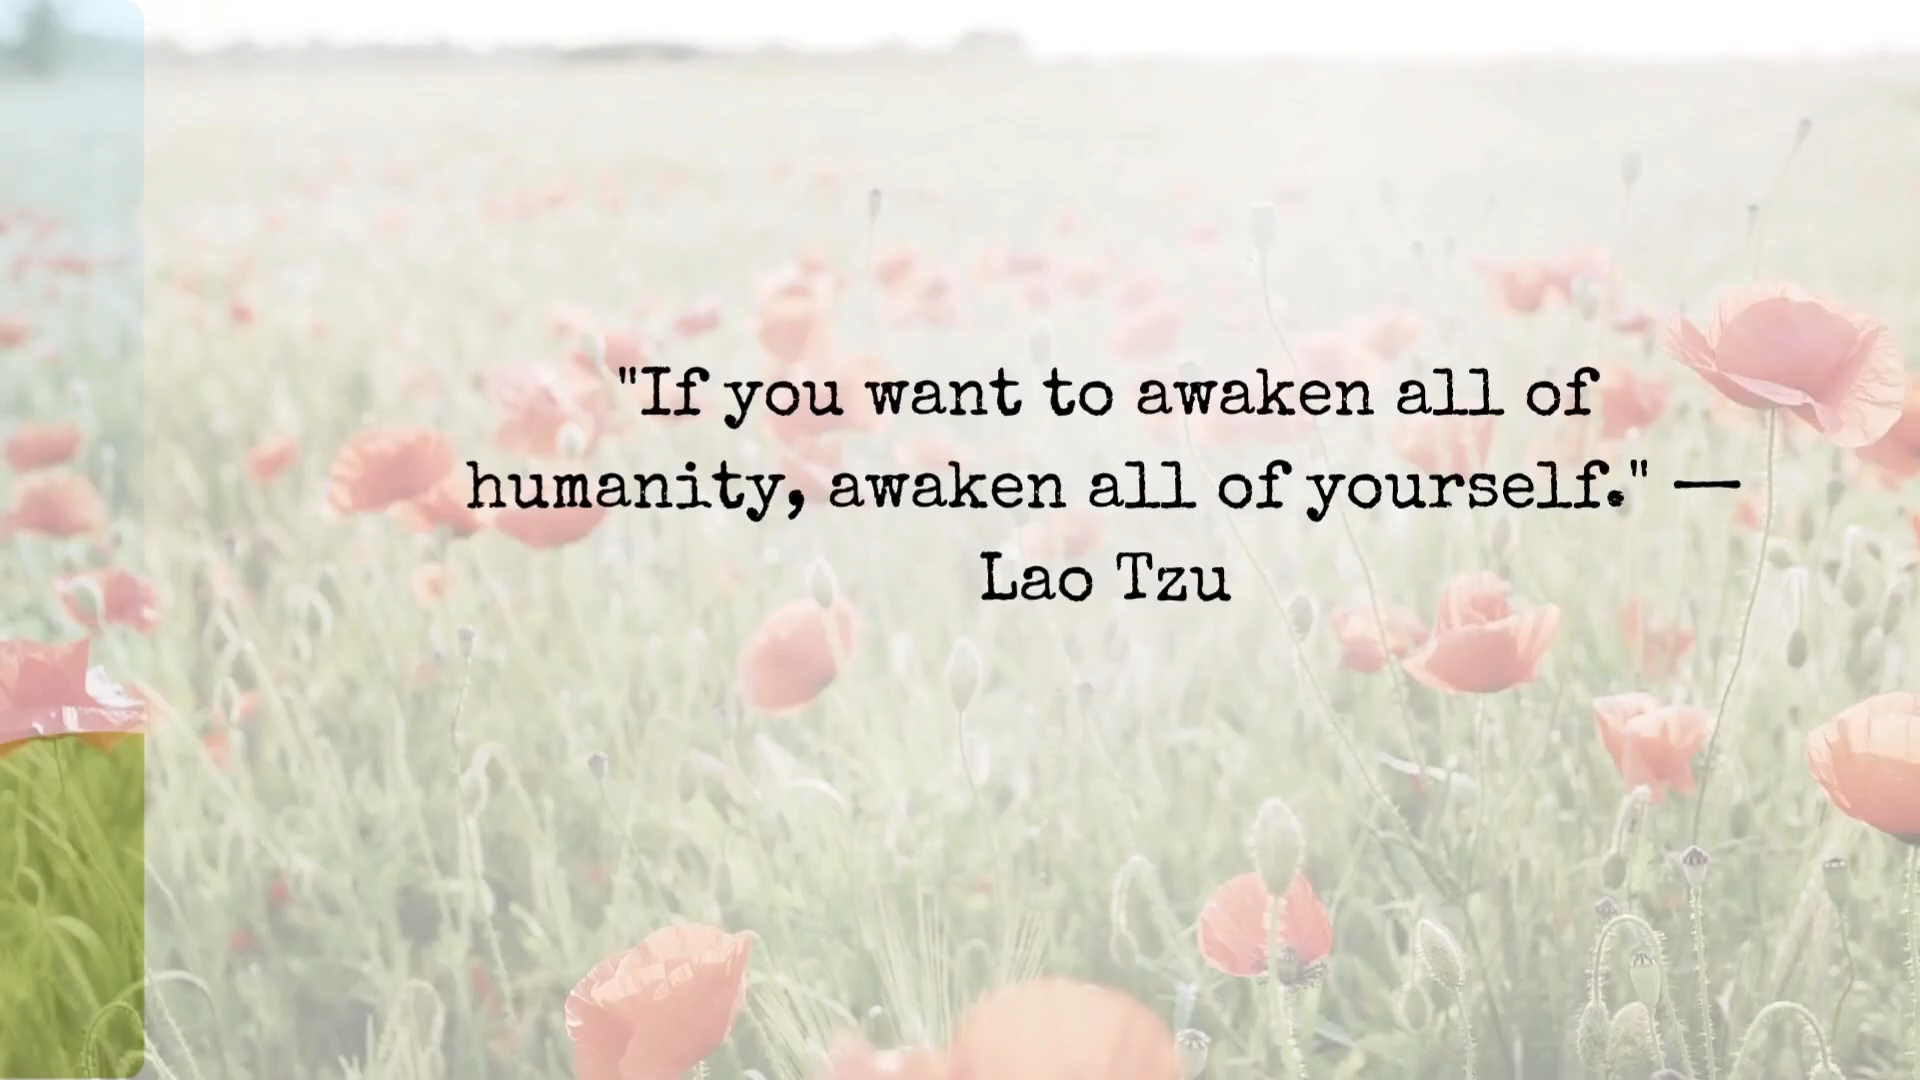 "If you want to awaken all of
humanity, awaken all of yourself." —
Lao Tzu